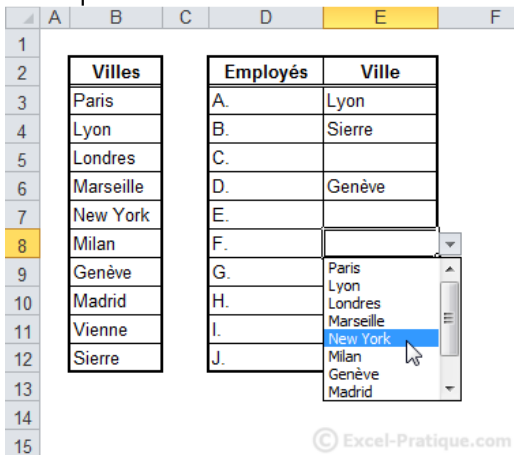 A B C D E F
1
2 Villes Employés Ville
3 Paris A. Lyon
4 Lyon B. Sierre
5 Londres C.
6 Marseille D. Genève
7 New York E.
8 Milan F.
9 Genève G.
10 Madrid H.
11 Vienne I.
12 Sierre J.
13
14
15
Paris
Lyon
Londres
Marseille
New York
Milan
Genève
Madrid
© Excel-Pratique.com